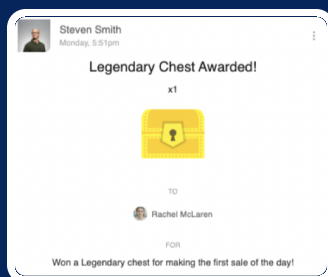 Steven Smith
Monday, 5:51pm
Legendary Chest Awarded!
x1
TO
Rachel McLaren
FOR
Won a Legendary chest for making the first sale of the day!